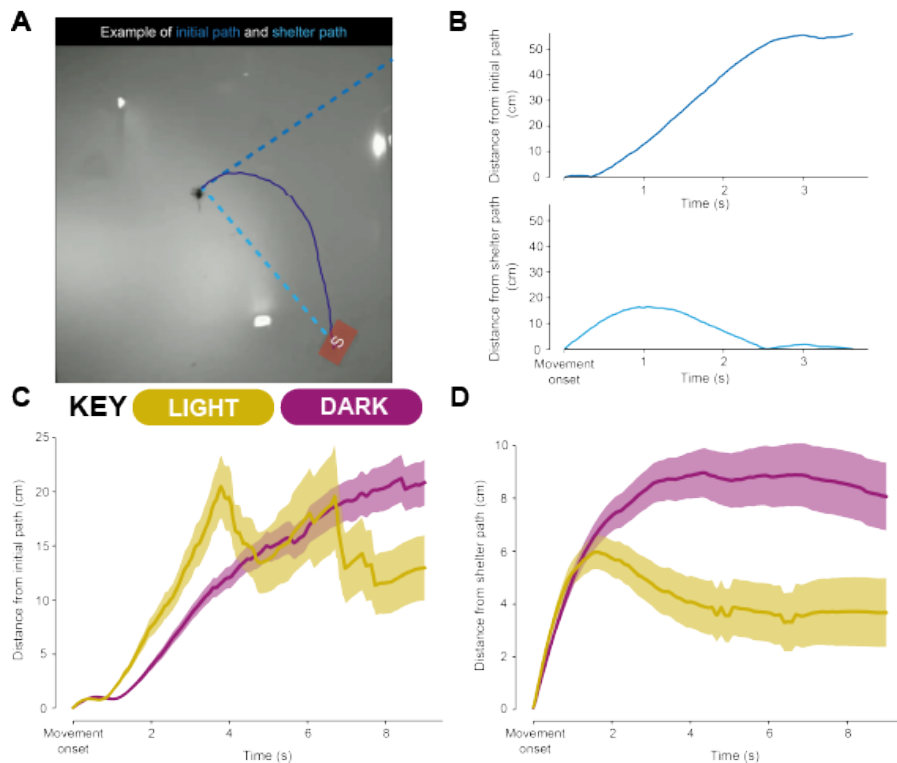 A
Example of initial path and shelter path
S
B
Distance from initial path
(cm)
50
40
30
20
10
0
1
2
3
Time (s)
Distance from shelter path
(cm)
50
40
30
20
10
0
Movement
onset
1
2
3
Time (s)
C
KEY
LIGHT
DARK
Distance from initial path (cm)
25
20
15
10
5
0
Movement
onset
2
4
6
8
Time (s)
D
Distance from shelter path (cm)
10
8
6
4
2
0
Movement
onset
2
4
6
8
Time (s)